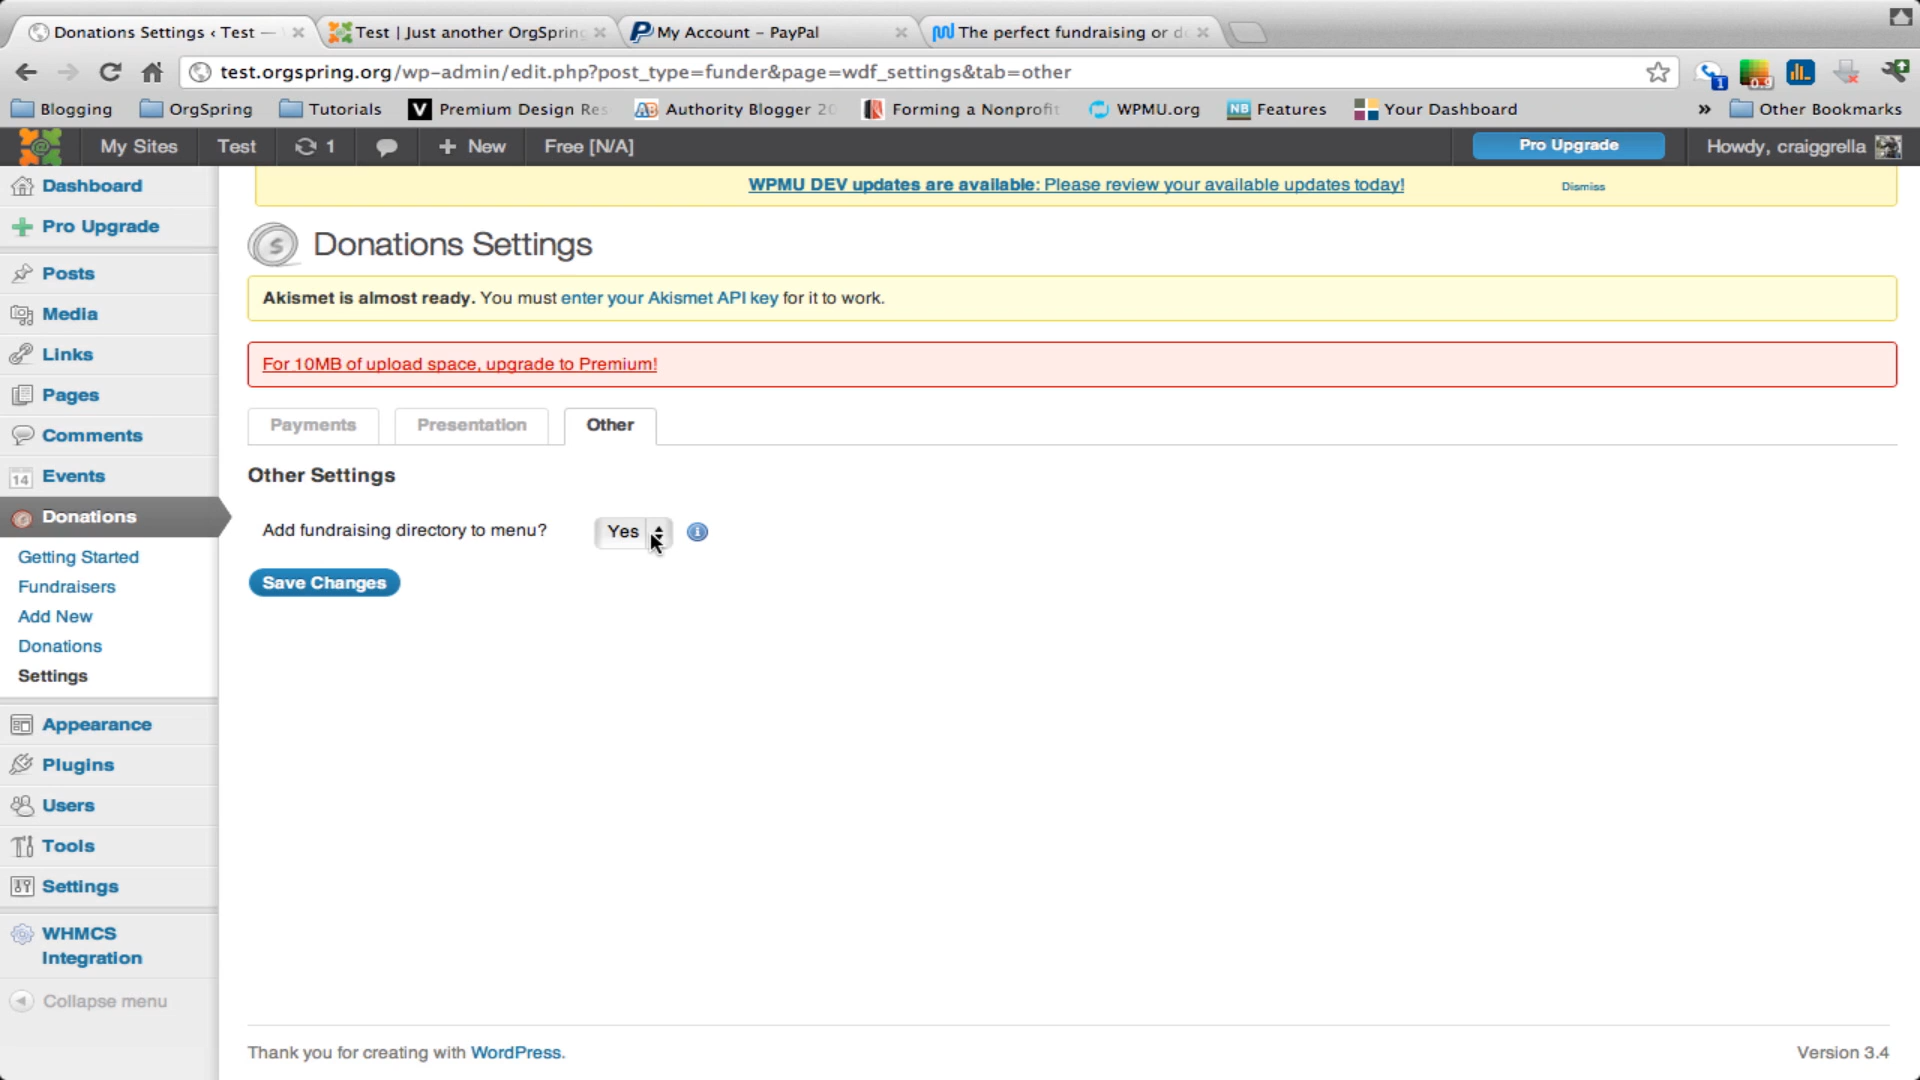 Donations Settings ‹ Test —
Test | Just another OrgSpring
My Account – PayPal
The perfect fundraising or d
test.orgspring.org/wp-admin/edit.php?post_type=funder&page=wdf_settings&tab=other
Blogging
OrgSpring
Tutorials
V Premium Design Res
AB Authority Blogger 20
Forming a Nonprofit
WPMU.org
NB Features
Your Dashboard
»
Other Bookmarks
My Sites
Test
1
+ New
Free [N/A]
Pro Upgrade
Howdy, craiggrella
WPMU DEV updates are available: Please review your available updates today!
Dismiss
Dashboard
Pro Upgrade
Posts
Media
Links
Pages
Comments
14 Events
Donations
Getting Started
Fundraisers
Add New
Donations
Settings
Appearance
Plugins
Users
Tools
Settings
WHMCS
Integration
Collapse menu
Donations Settings
Akismet is almost ready. You must enter your Akismet API key for it to work.
For 10MB of upload space, upgrade to Premium!
Payments
Presentation
Other
Other Settings
Add fundraising directory to menu?
Yes
Save Changes
Thank you for creating with WordPress.
Version 3.4